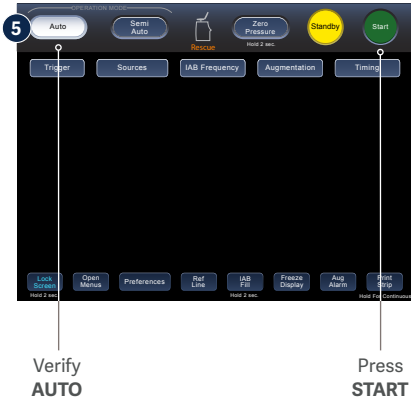 OPERATION MODE
5
Auto
Semi
Auto
Rescue
Zero
Pressure
Hold 2 sec.
Standby
Start
Trigger
Sources
IAB Frequency
Augmentation
Timing
Lock
Screen
Hold 2 sec.
Open
Menus
Preferences
Ref
Line
IAB
Fill
Hold 2 sec.
Freeze
Display
Aug
Alarm
Print
Strip
Hold For Continuous
Verify
AUTO
Press
START